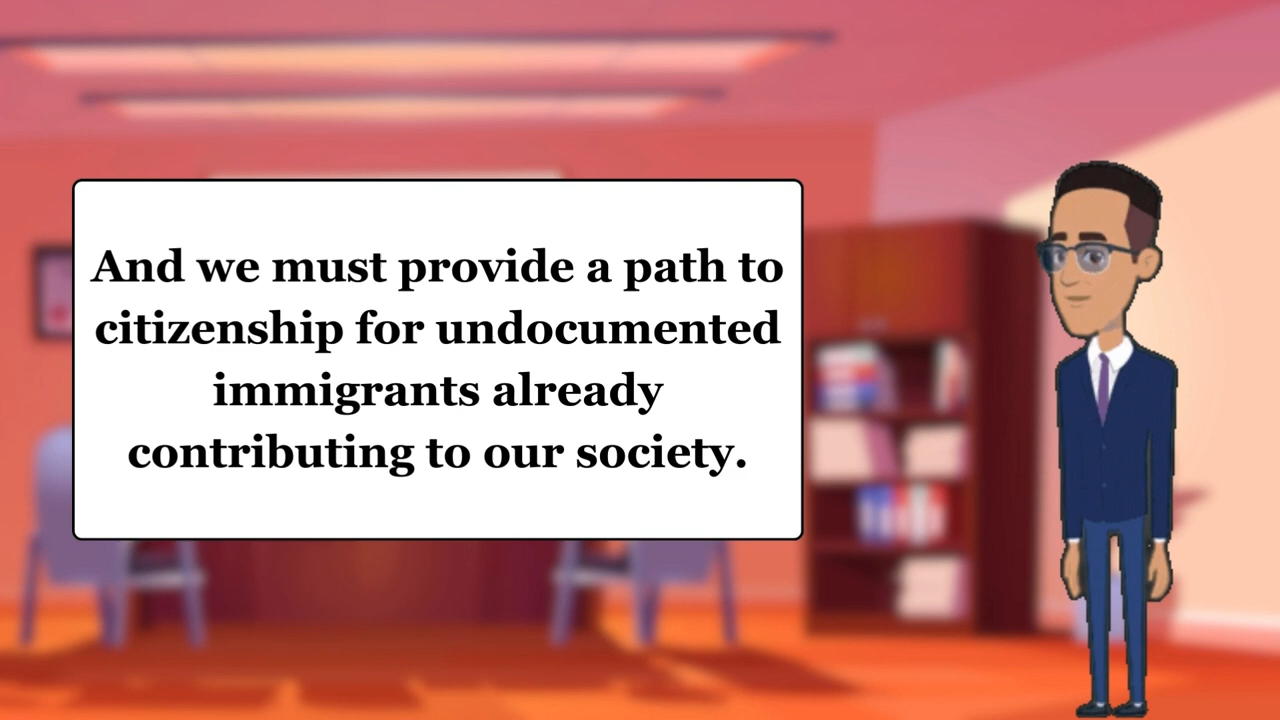 And we must provide a path to
citizenship for undocumented
immigrants already
contributing to our society.